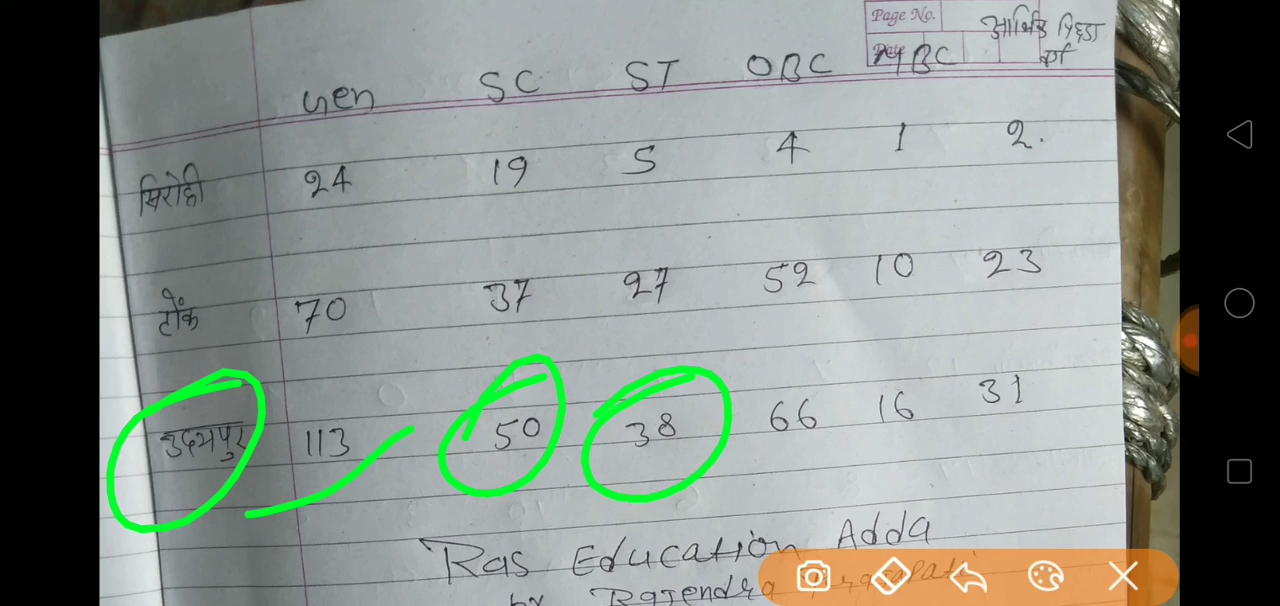 Page No.
Date
आर्थिक पिछडा
वर्ग
Gen SC ST OBC MBC
सिरोही 24 19 5 4 1 2.
टोंक 70 37 27 52 10 23
उदयपुर 113 50 38 66 16 31
Ras Education Adda
by Rajendra Prajapati